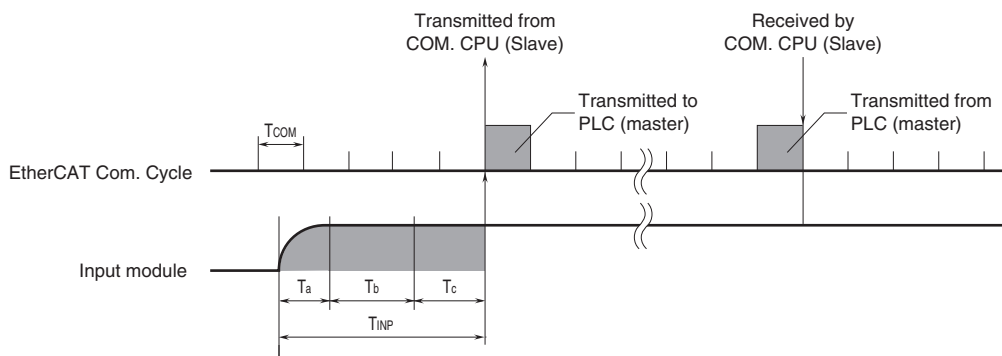 Transmitted from
COM. CPU (Slave)
Received by
COM. CPU (Slave)
Transmitted to
PLC (master)
Transmitted from
PLC (master)
TCOM
EtherCAT Com. Cycle
Input module
Ta
Tb
Tc
TINP